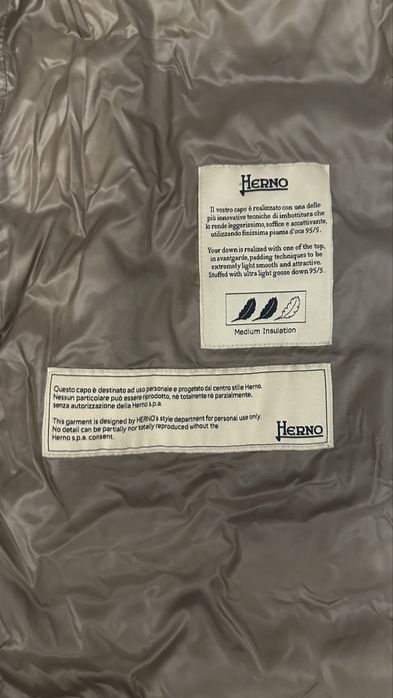 HERNO
Il vostro capo è realizzato con una delle
più innovative tecniche di imbottitura che
lo rende leggerissimo, soffice e accattivante,
utilizzando finissima piuma d'oca 95/5.
Your down is realized with one of the top,
in avantgarde, padding techniques to be
extremely light smooth and attractive.
Stuffed with ultra light goose down 95/5.
Medium Insulation
Questo capo è destinato ad uso personale e progettato dal centro stile Herno.
Nessun particolare può essere riprodotto, nè totalmente nè parzialmente,
senza autorizzazione della Herno s.p.a.
This garment is designed by HERNO's style department for personal use only.
No detail can be partially nor totally reproduced without the
Herno s.p.a. consent.
HERNO